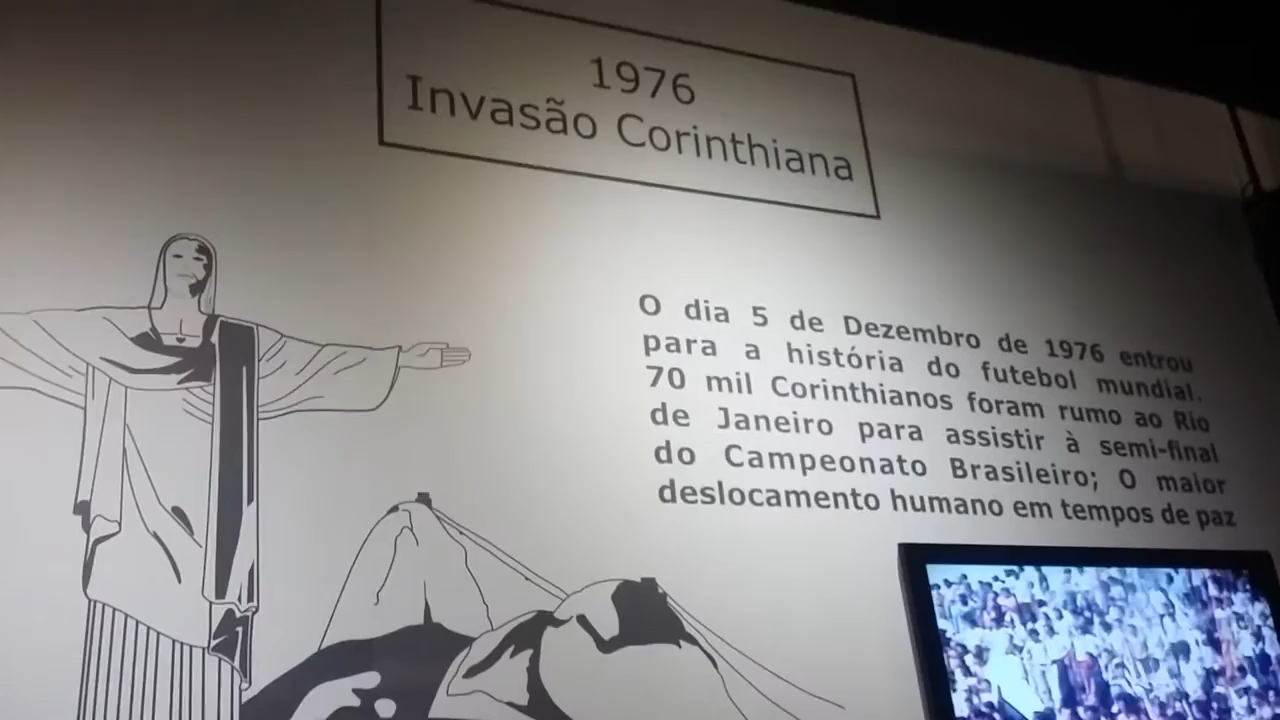 1976
Invasão Corinthiana
O dia 5 de Dezembro de 1976 entrou
para a história do futebol mundial.
70 mil Corinthianos foram rumo ao Rio
de Janeiro para assistir à semi-final
do Campeonato Brasileiro; O maior
deslocamento humano em tempos de paz